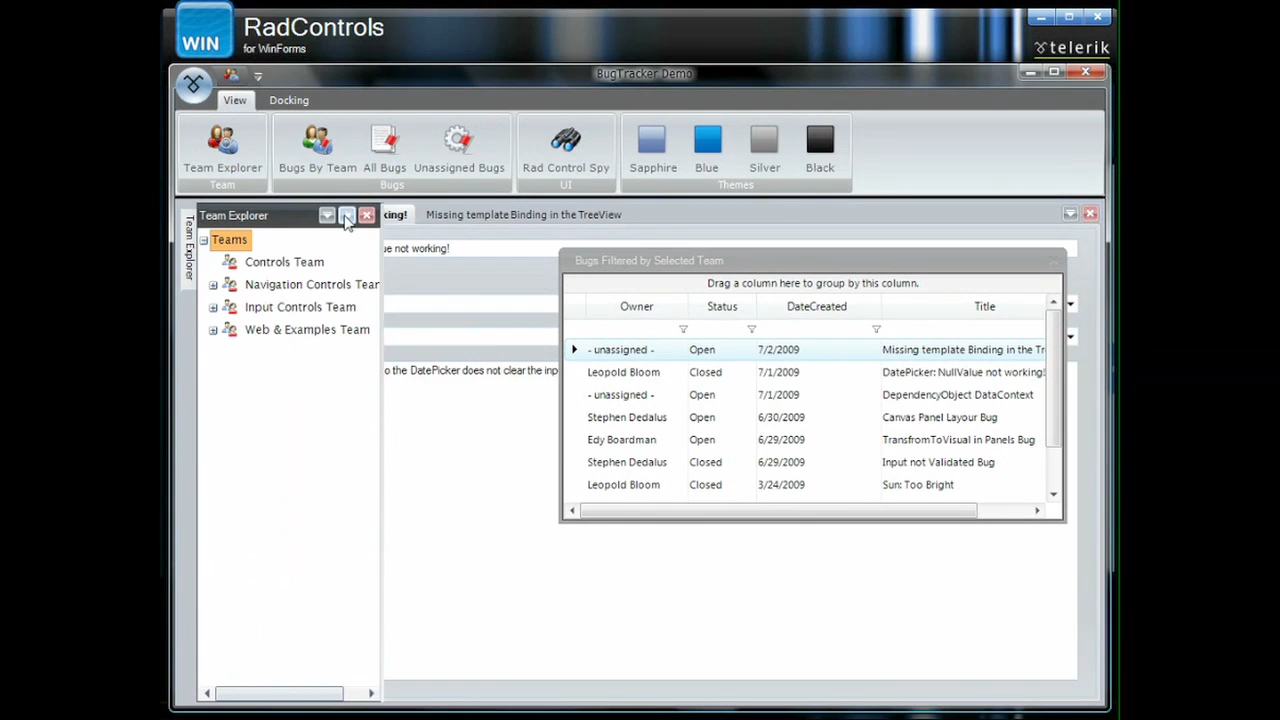 WIN
RadControls
for WinForms
telerik
BugTracker Demo
View
Docking
Team Explorer
Bugs By Team
All Bugs
Unassigned Bugs
Rad Control Spy
Sapphire
Blue
Silver
Black
Team
Bugs
UI
Themes
Team Explorer
Team Explorer
king!
Missing template Binding in the TreeView
Teams
Controls Team
Navigation Controls Tear
Input Controls Team
Web & Examples Team
ue not working!
o the DatePicker does not clear the inp
Bugs Filtered by Selected Team
Drag a column here to group by this column.
Owner Status DateCreated Title
- unassigned - Open 7/2/2009 Missing template Binding in the Tr
Leopold Bloom Closed 7/1/2009 DatePicker: NullValue not working!
- unassigned - Open 7/1/2009 DependencyObject DataContext
Stephen Dedalus Open 6/30/2009 Canvas Panel Layour Bug
Edy Boardman Open 6/29/2009 TransfromToVisual in Panels Bug
Stephen Dedalus Closed 6/29/2009 Input not Validated Bug
Leopold Bloom Closed 3/24/2009 Sun: Too Bright